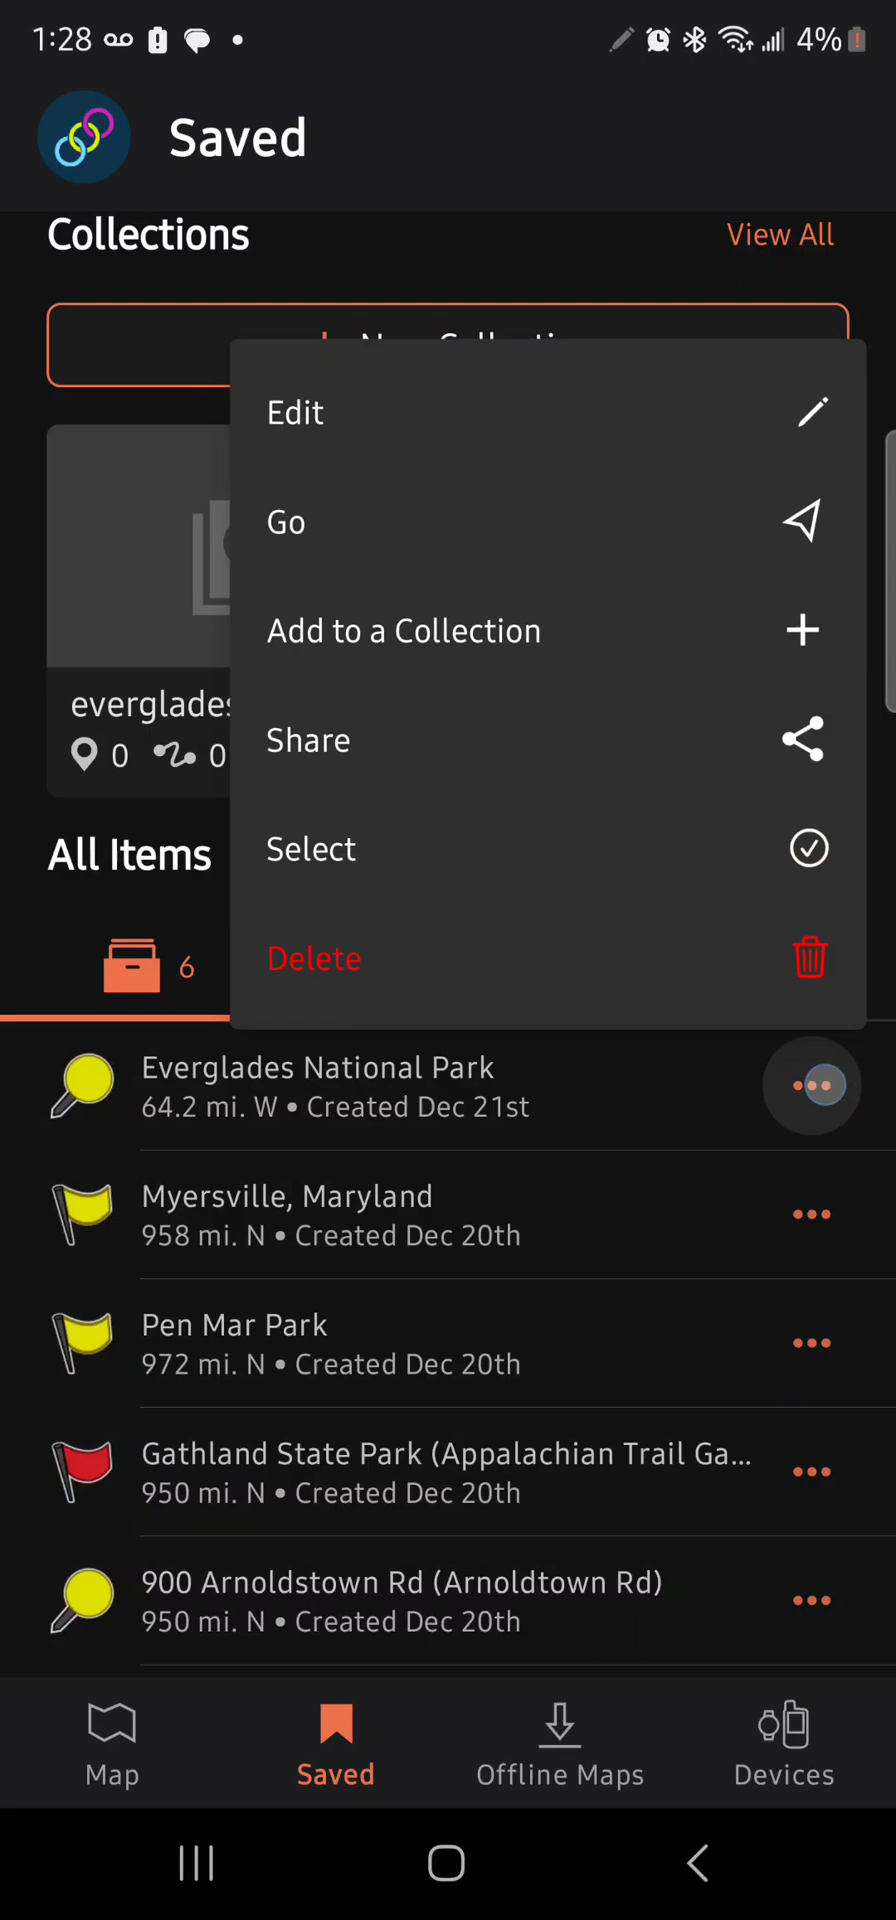 1:28
4%
Saved
Collections
View All
Edit
Go
Add to a Collection
Share
Select
Delete
everglades
0
0
All Items
6
Everglades National Park
64.2 mi. W • Created Dec 21st
Myersville, Maryland
958 mi. N • Created Dec 20th
Pen Mar Park
972 mi. N • Created Dec 20th
Gathland State Park (Appalachian Trail Ga...
950 mi. N • Created Dec 20th
900 Arnoldstown Rd (Arnoldtown Rd)
950 mi. N • Created Dec 20th
Map
Saved
Offline Maps
Devices